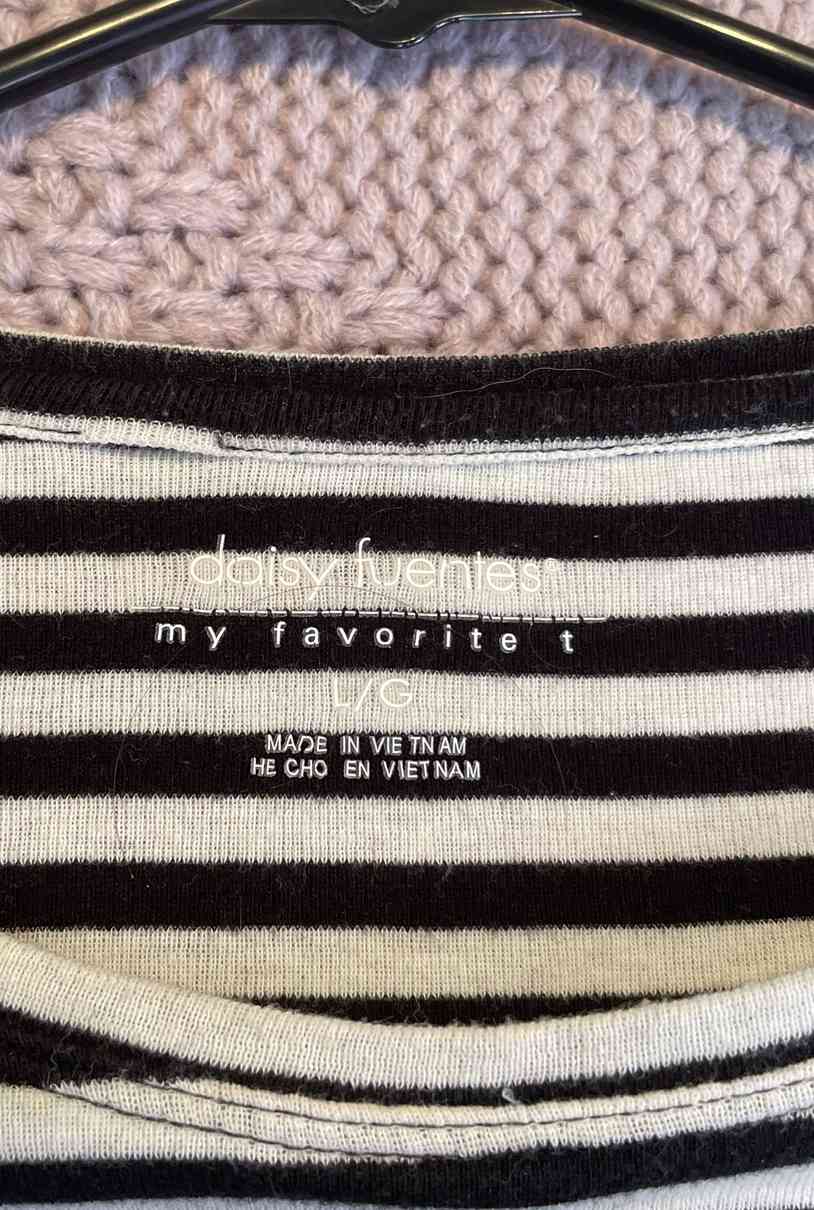 daisy fuentes®
my favorite t
L/G
MADE IN VIETNAM
HECHO EN VIETNAM